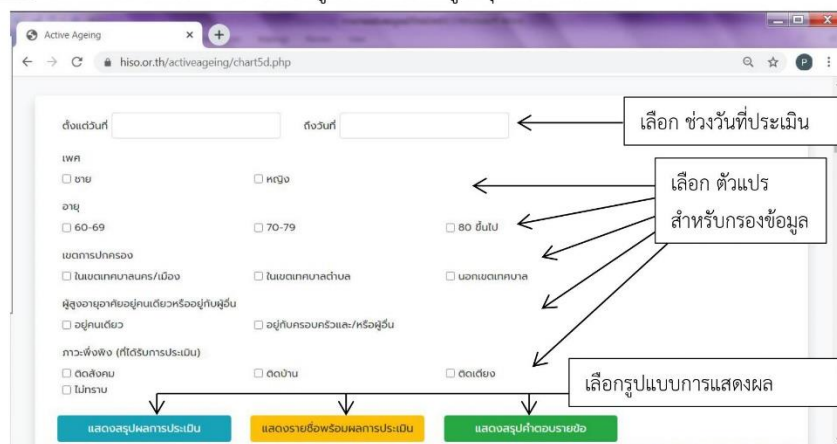 Active Ageing
hiso.or.th/activeageing/chart5d.php
P
ตั้งแต่วันที่ ถึงวันที่
เลือก ช่วงวันที่ประเมิน
เพศ
ชาย หญิง
เลือก ตัวแปร
สำหรับกรองข้อมูล
อายุ
60-69 70-79 80 ขึ้นไป
เขตการปกครอง
ในเขตเทศบาลนคร/เมือง ในเขตเทศบาลตำบล นอกเขตเทศบาล
ผู้สูงอายุอาศัยอยู่คนเดียวหรืออยู่กับผู้อื่น
อยู่คนเดียว อยู่กับครอบครัวและ/หรือผู้อื่น
ภาวะพึ่งพิง (ที่ได้รับการประเมิน)
ติดสังคม ติดบ้าน ติดเตียง
ไม่ทราบ
เลือกรูปแบบการแสดงผล
แสดงสรุปผลการประเมิน แสดงรายชื่อพร้อมผลการประเมิน แสดงสรุปคำตอบรายข้อ